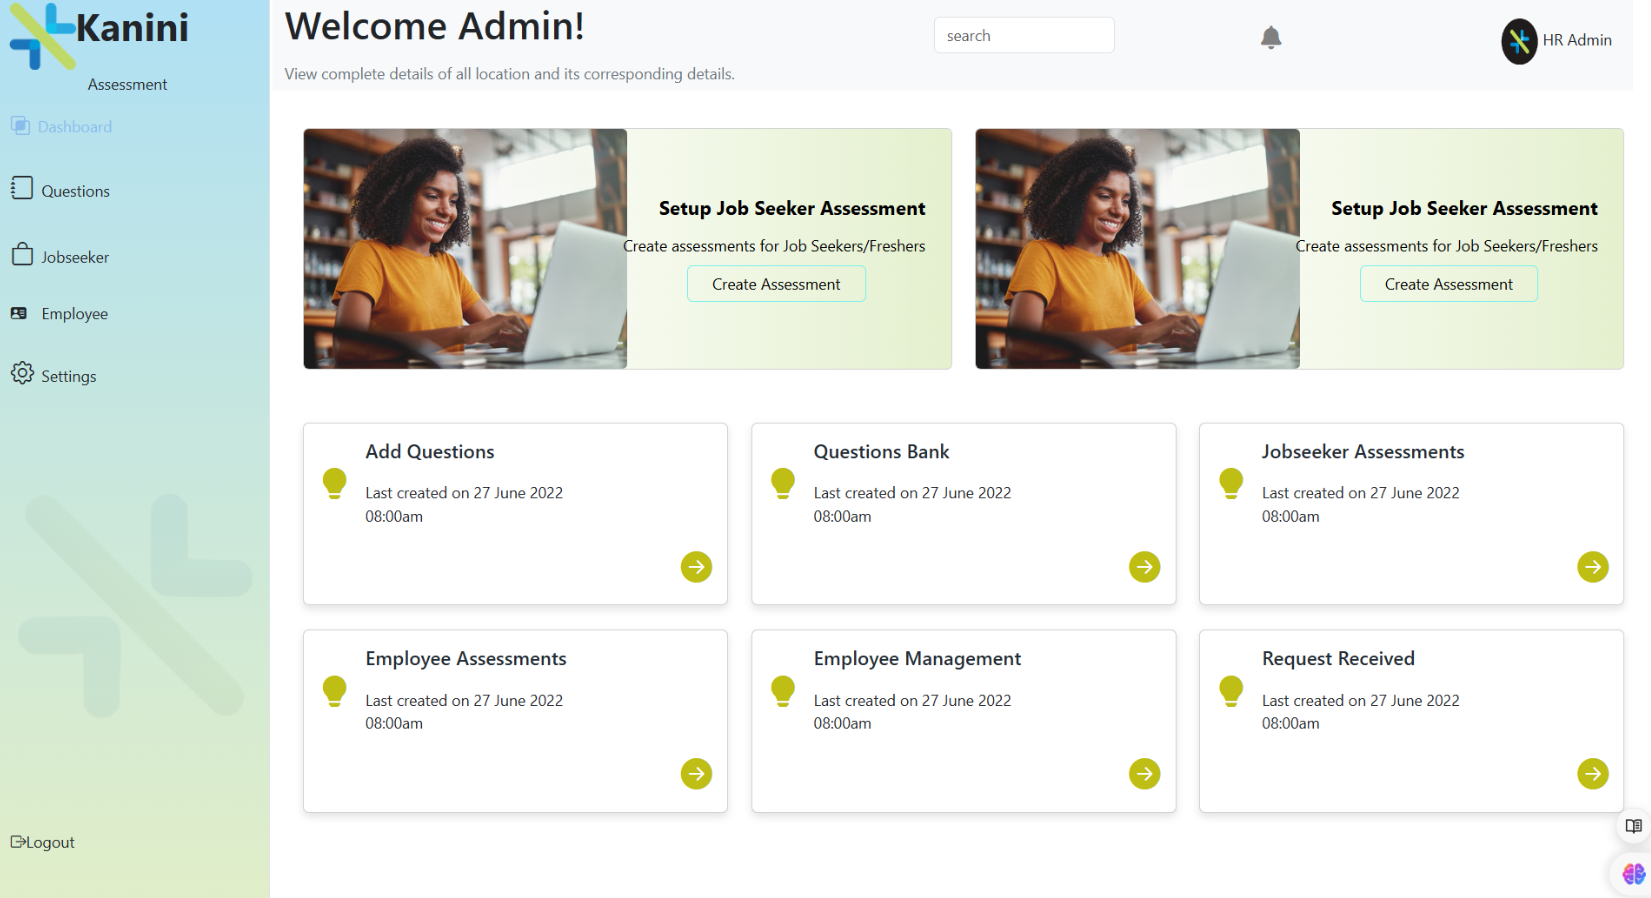 Kanini
Assessment
Dashboard
Questions
Jobseeker
Employee
Settings
Logout
Welcome Admin!
View complete details of all location and its corresponding details.
search
HR Admin
Setup Job Seeker Assessment
Create assessments for Job Seekers/Freshers
Create Assessment
Setup Job Seeker Assessment
Create assessments for Job Seekers/Freshers
Create Assessment
Add Questions
Last created on 27 June 2022
08:00am
Questions Bank
Last created on 27 June 2022
08:00am
Jobseeker Assessments
Last created on 27 June 2022
08:00am
Employee Assessments
Last created on 27 June 2022
08:00am
Employee Management
Last created on 27 June 2022
08:00am
Request Received
Last created on 27 June 2022
08:00am